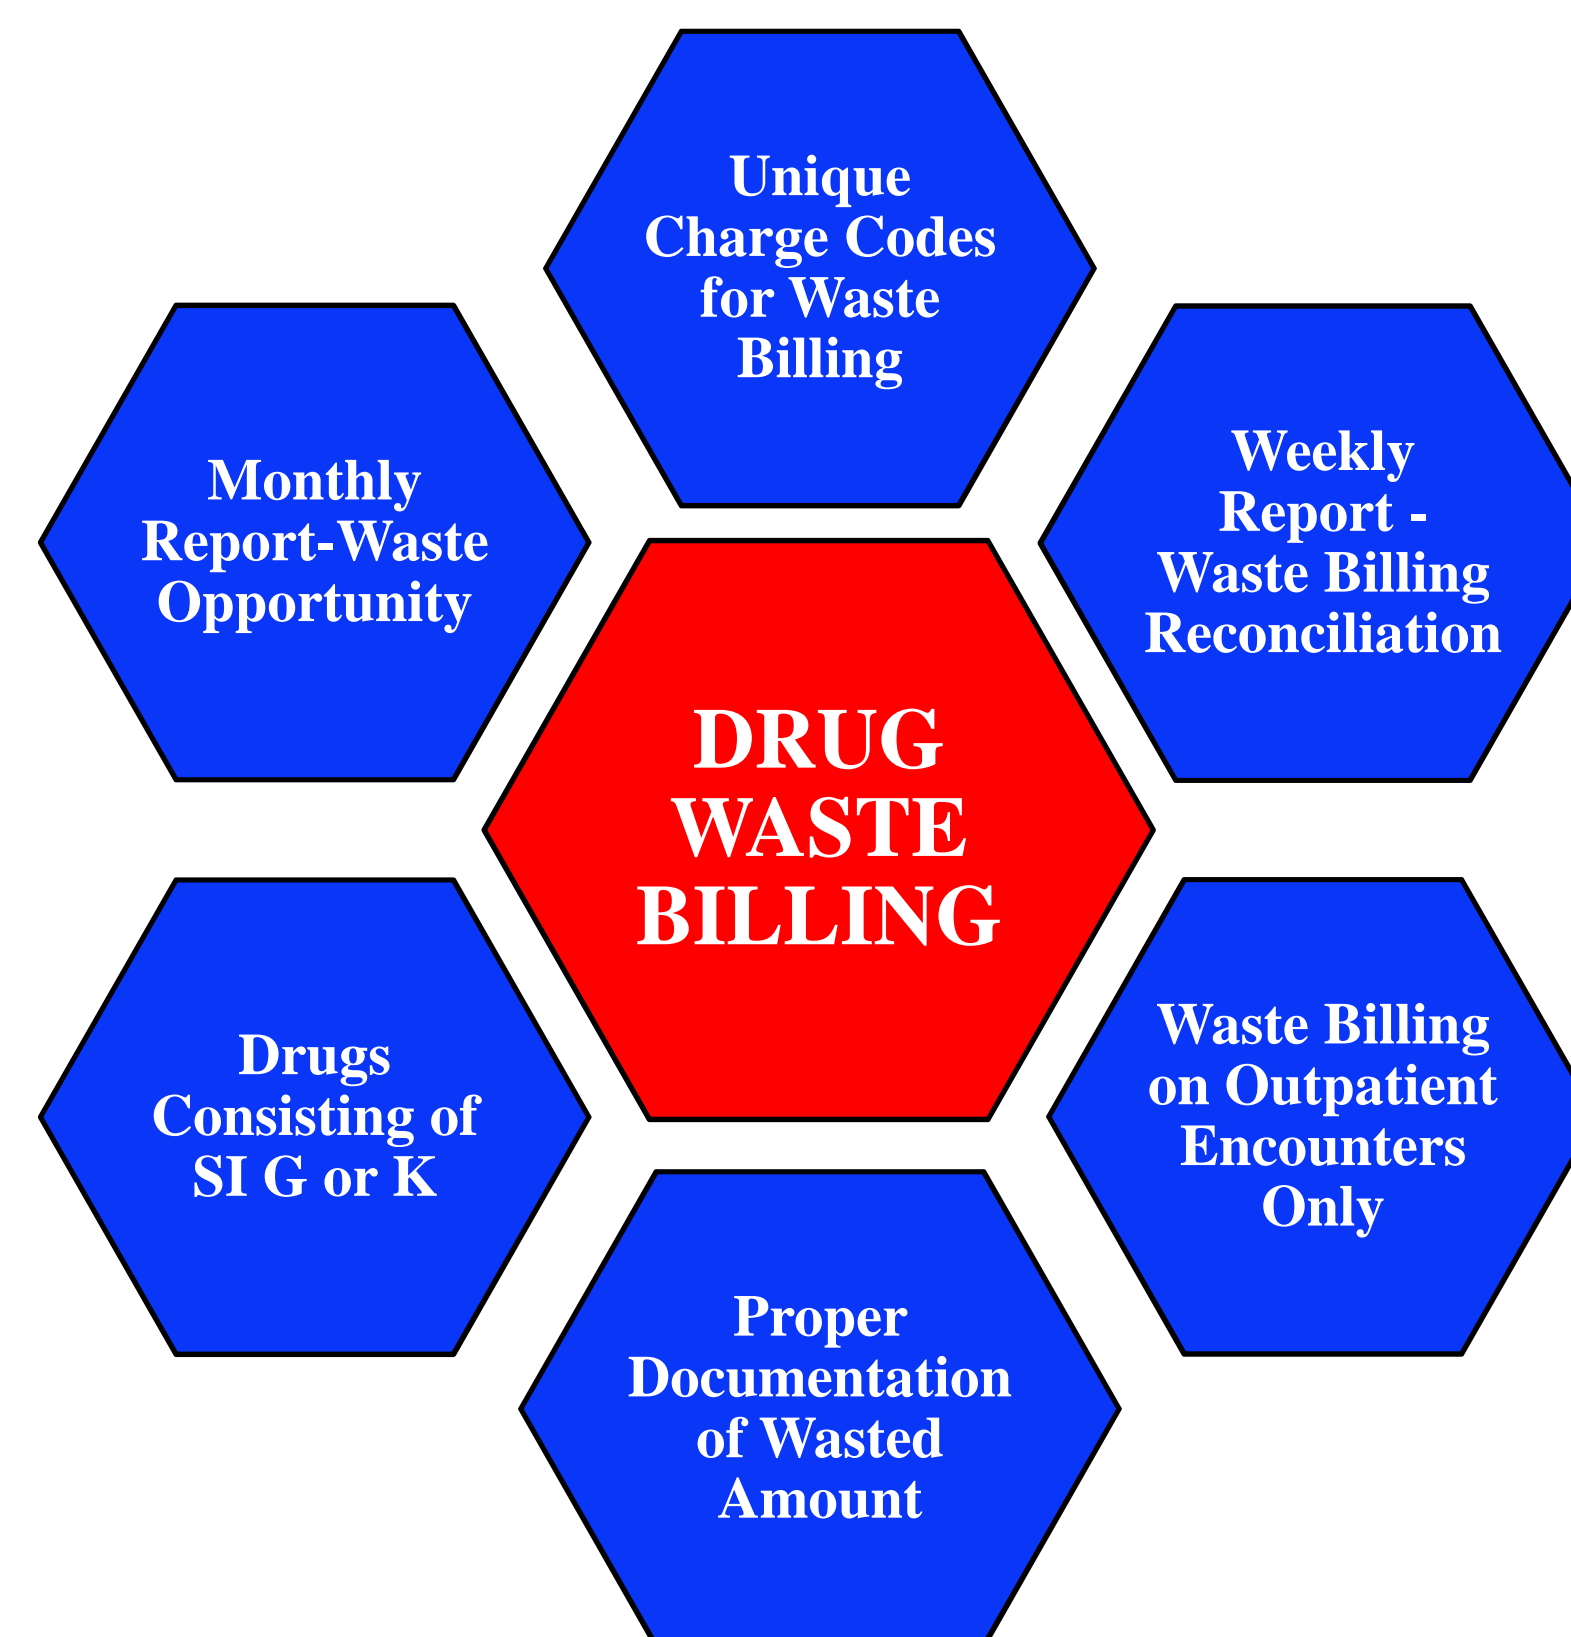 Unique
Charge Codes
for Waste
Billing
Monthly
Report-Waste
Opportunity
Weekly
Report -
Waste Billing
Reconciliation
DRUG
WASTE
BILLING
Drugs
Consisting of
SI G or K
Waste Billing
on Outpatient
Encounters
Only
Proper
Documentation
of Wasted
Amount